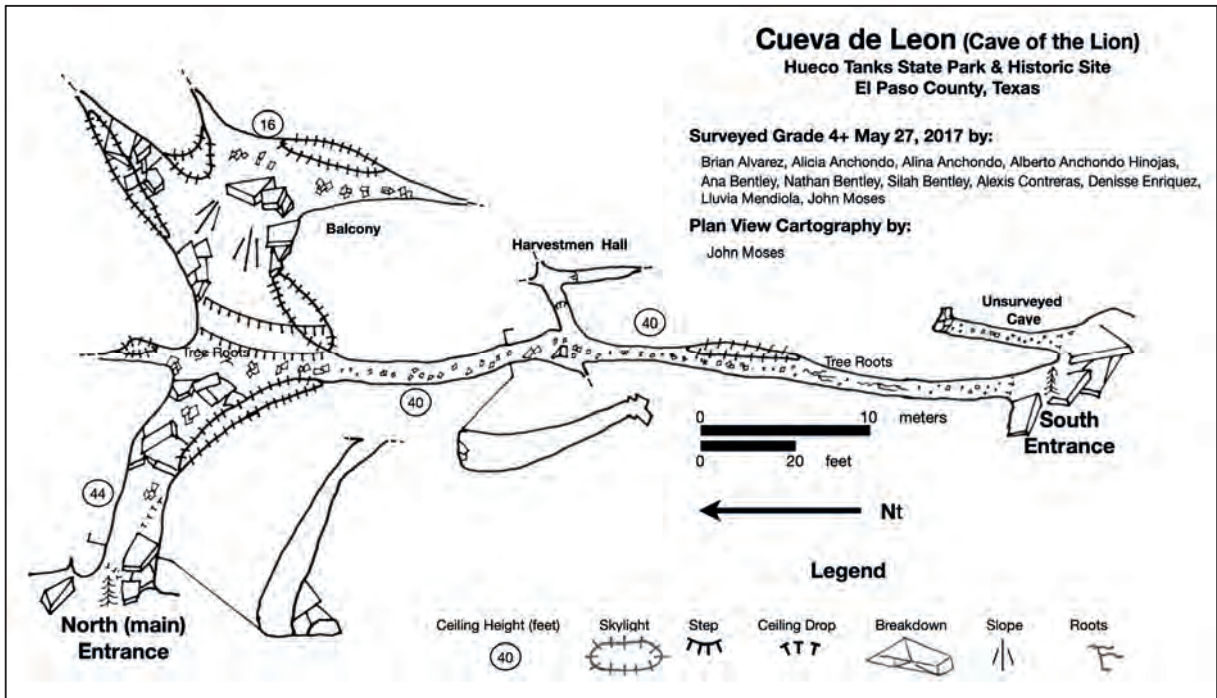 Cueva de Leon (Cave of the Lion)
Hueco Tanks State Park & Historic Site
El Paso County, Texas
Surveyed Grade 4+ May 27, 2017 by:
Brian Alvarez, Alicia Anchondo, Alina Anchondo, Alberto Anchondo Hinojas,
Ana Bentley, Nathan Bentley, Silah Bentley, Alexis Contreras, Denisse Enriquez,
Lluvia Mendiola, John Moses
Plan View Cartography by:
John Moses
16
Balcony
Harvestmen Hall
Unsurveyed
Cave
40
Tree Roots
Tree Roots
40
South
Entrance
0 10 meters
0 20 feet
44
Nt
North (main)
Entrance
Legend
Ceiling Height (feet)
Skylight
Step
Ceiling Drop
Breakdown
Slope
Roots
40